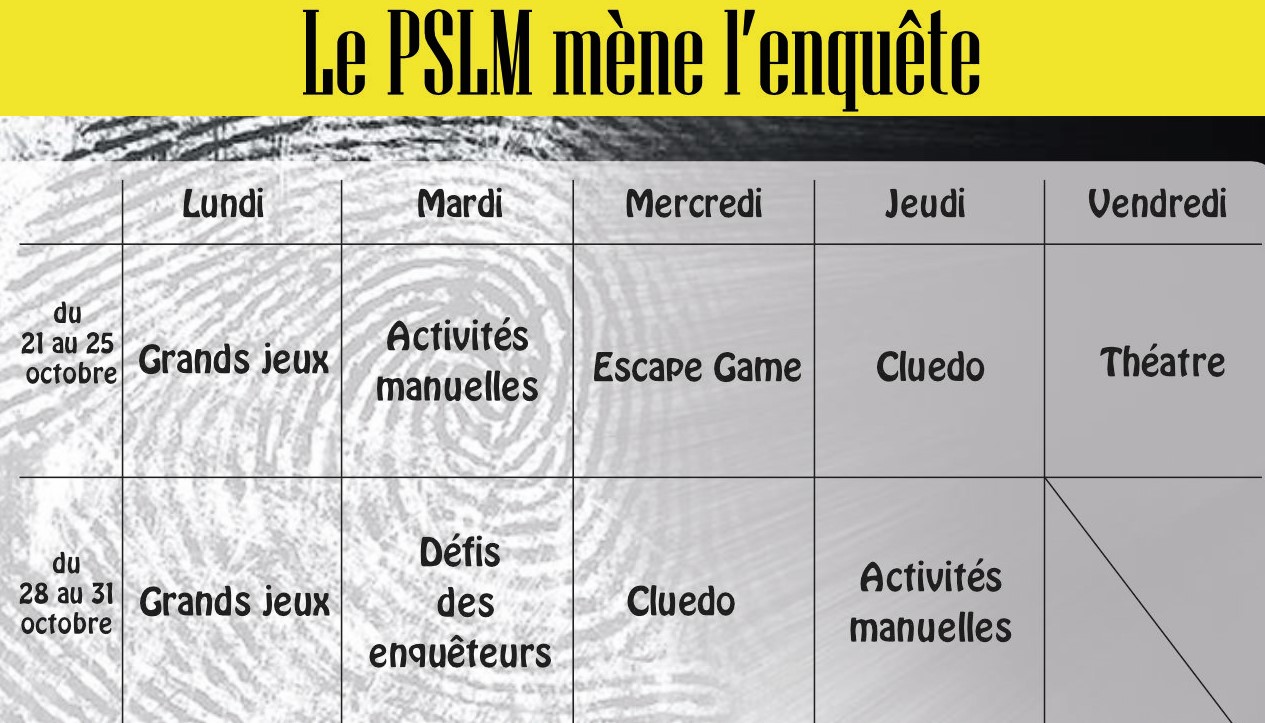 Le PSLM mène l'enquête
Lundi
Mardi
Mercredi
Jeudi
Vendredi
du
21 au 25
octobre
Grands jeux
Activités
manuelles
Escape Game
Cluedo
Théatre
du
28 au 31
octobre
Grands jeux
Défis
des
enquêteurs
Cluedo
Activités
manuelles